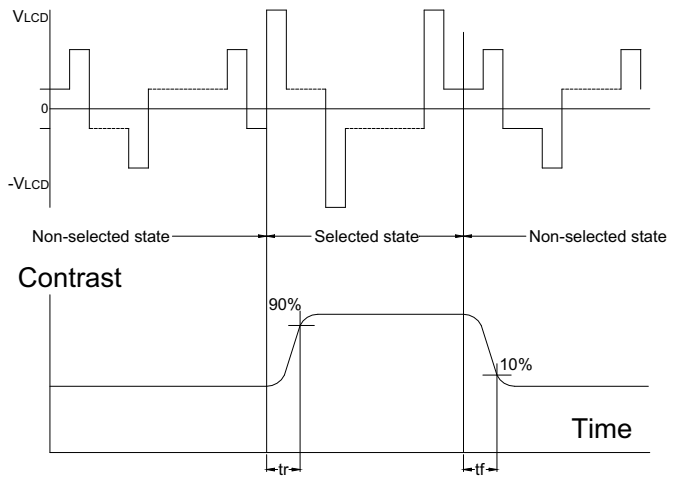 VLCD
0
-VLCD
Non-selected state
Selected state
Non-selected state
Contrast
90%
10%
Time
tr
tf